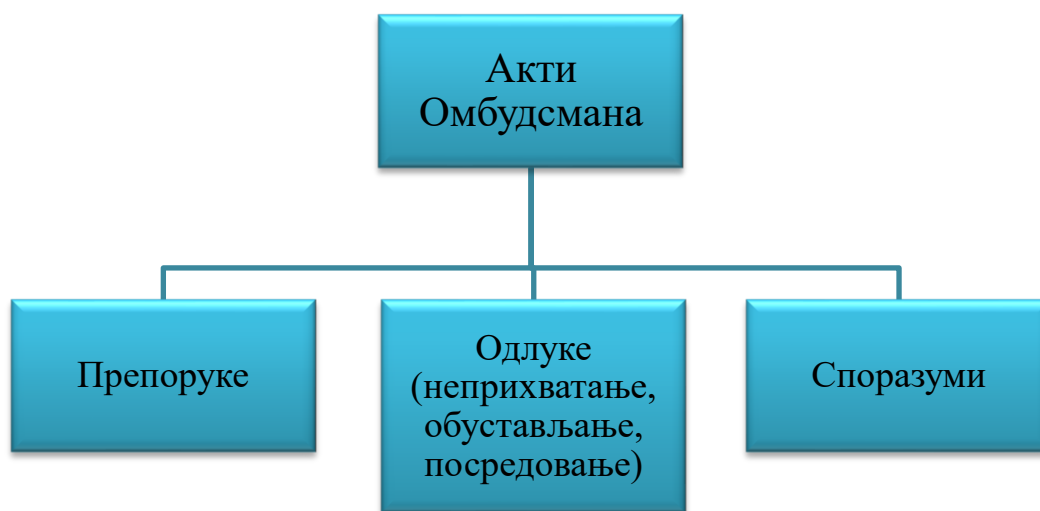 Акти
Омбудсмана
Препоруке
Одлуке
(неприхватање,
обустављање,
посредовање)
Споразуми